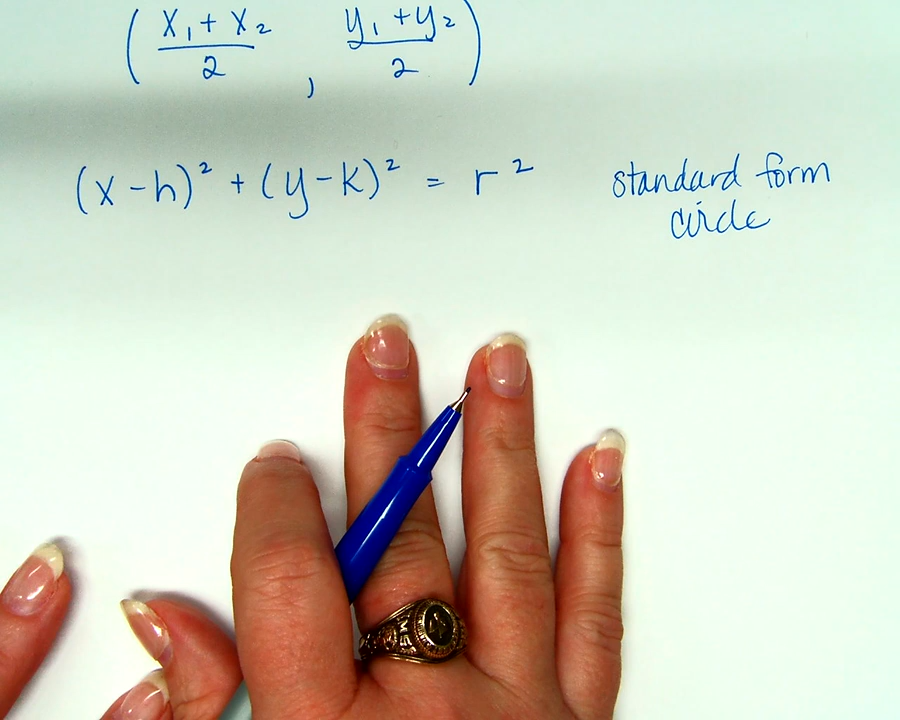 ( x₁ + x₂ / 2 , y₁ + y₂ / 2 )
(x - h)² + (y - k)² = r² standard form
circle